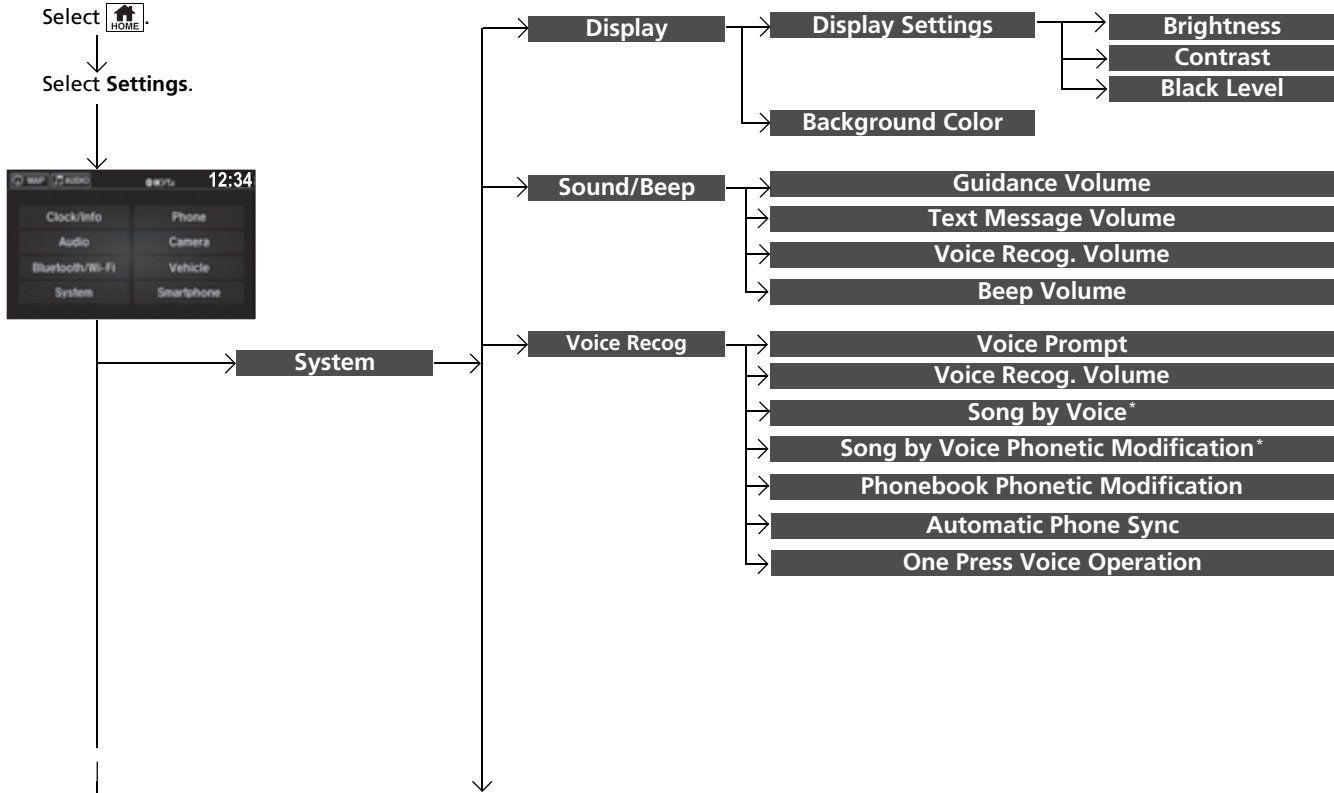 Select HOME.
Select Settings.
MAP AUDIO 12:34
Clock/Info Phone
Audio Camera
Bluetooth/Wi-Fi Vehicle
System Smartphone
System
Display
Display Settings
Brightness
Contrast
Black Level
Background Color
Sound/Beep
Guidance Volume
Text Message Volume
Voice Recog. Volume
Beep Volume
Voice Recog
Voice Prompt
Voice Recog. Volume
Song by Voice*
Song by Voice Phonetic Modification*
Phonebook Phonetic Modification
Automatic Phone Sync
One Press Voice Operation